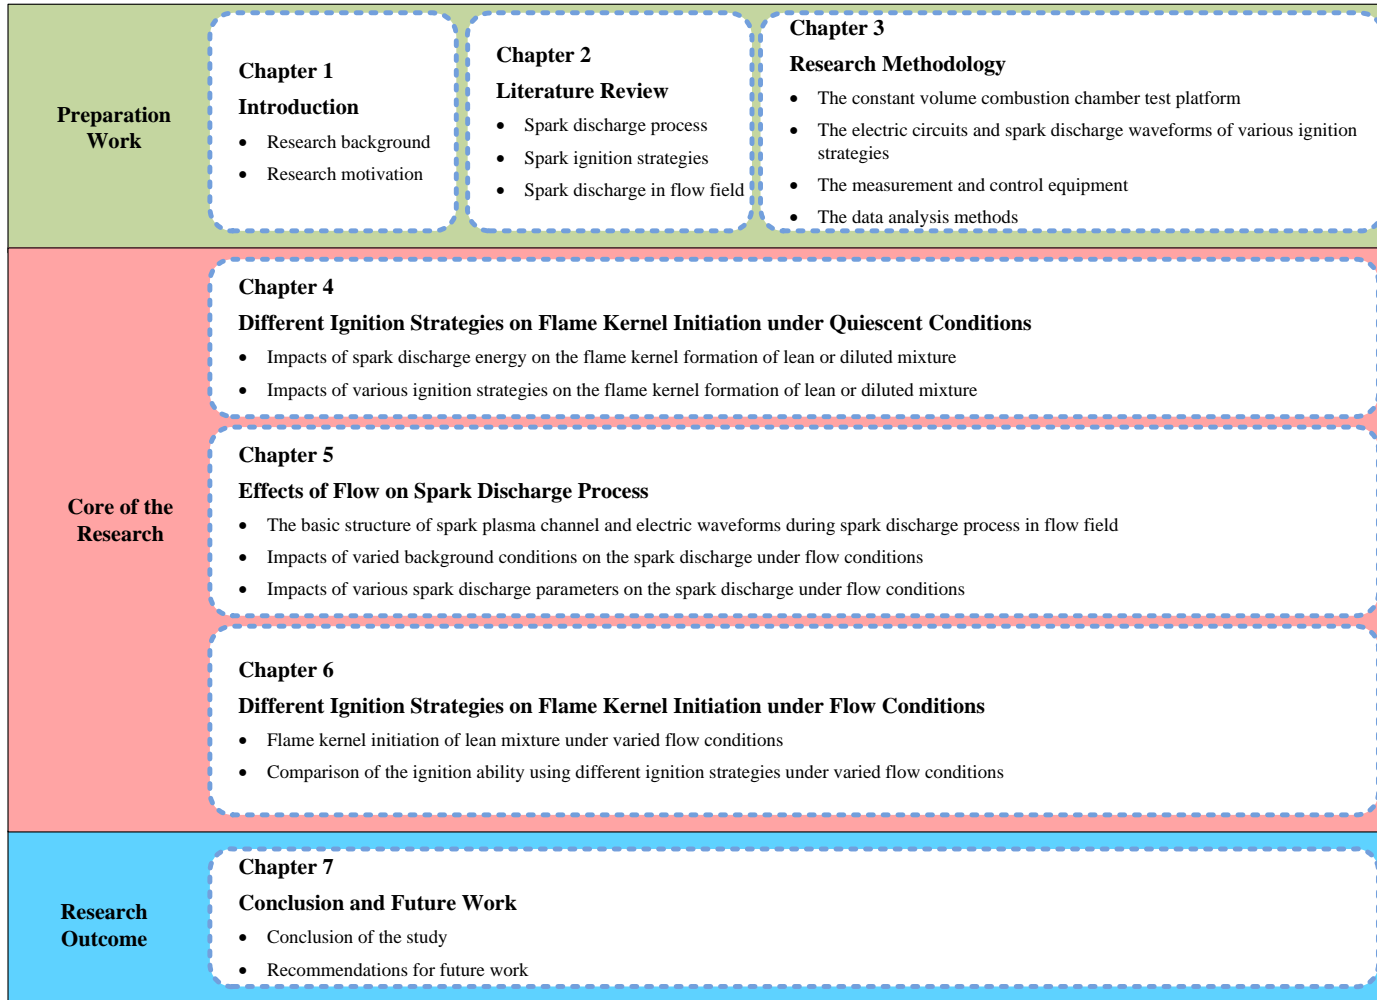 Preparation
Work
Chapter 1
Introduction
• Research background
• Research motivation
Chapter 2
Literature Review
• Spark discharge process
• Spark ignition strategies
• Spark discharge in flow field
Chapter 3
Research Methodology
• The constant volume combustion chamber test platform
• The electric circuits and spark discharge waveforms of various ignition
strategies
• The measurement and control equipment
• The data analysis methods
Core of the
Research
Chapter 4
Different Ignition Strategies on Flame Kernel Initiation under Quiescent Conditions
• Impacts of spark discharge energy on the flame kernel formation of lean or diluted mixture
• Impacts of various ignition strategies on the flame kernel formation of lean or diluted mixture
Chapter 5
Effects of Flow on Spark Discharge Process
• The basic structure of spark plasma channel and electric waveforms during spark discharge process in flow field
• Impacts of varied background conditions on the spark discharge under flow conditions
• Impacts of various spark discharge parameters on the spark discharge under flow conditions
Chapter 6
Different Ignition Strategies on Flame Kernel Initiation under Flow Conditions
• Flame kernel initiation of lean mixture under varied flow conditions
• Comparison of the ignition ability using different ignition strategies under varied flow conditions
Research
Outcome
Chapter 7
Conclusion and Future Work
• Conclusion of the study
• Recommendations for future work